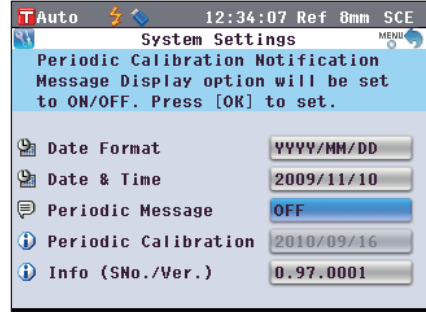 TAuto 12:34:07 Ref 8mm SCE
System Settings MENU
Periodic Calibration Notification
Message Display option will be set
to ON/OFF. Press [OK] to set.
Date Format YYYY/MM/DD
Date & Time 2009/11/10
Periodic Message OFF
Periodic Calibration 2010/09/16
Info (SNo./Ver.) 0.97.0001